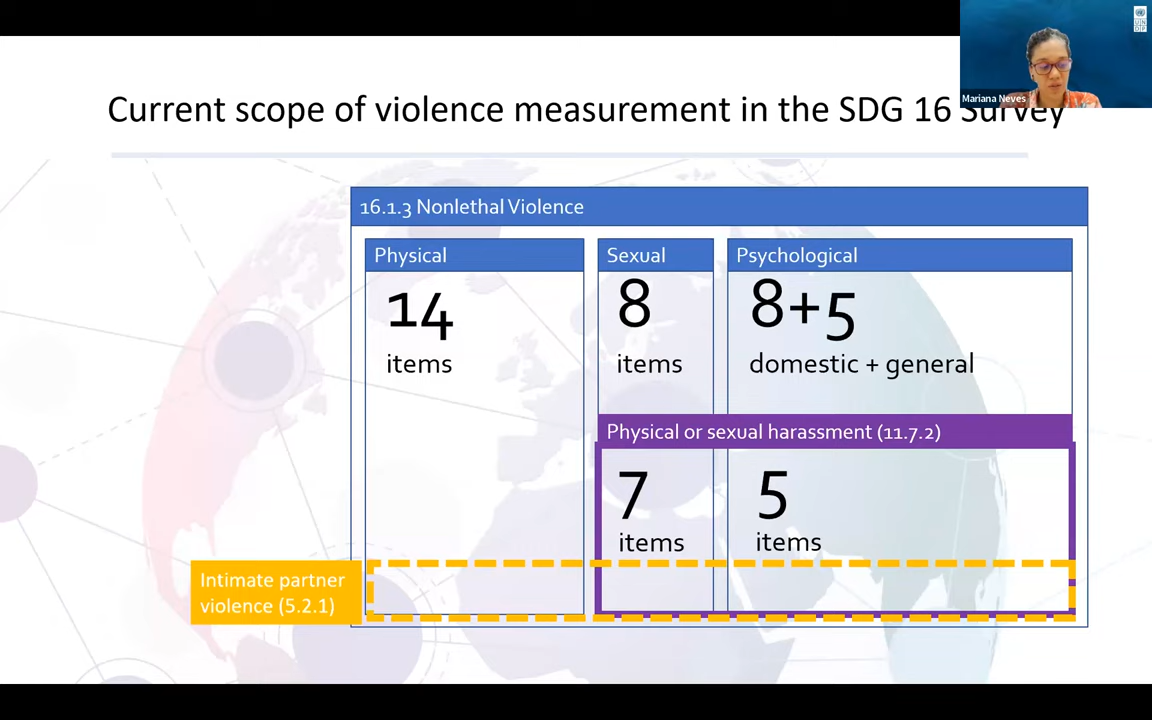 Current scope of violence measurement in the SDG 16 Survey
Mariana Neves
UN
DP
16.1.3 Nonlethal Violence
Physical
Sexual
Psychological
14
8
8+5
items
items
domestic + general
Physical or sexual harassment (11.7.2)
7
5
items
items
Intimate partner
violence (5.2.1)